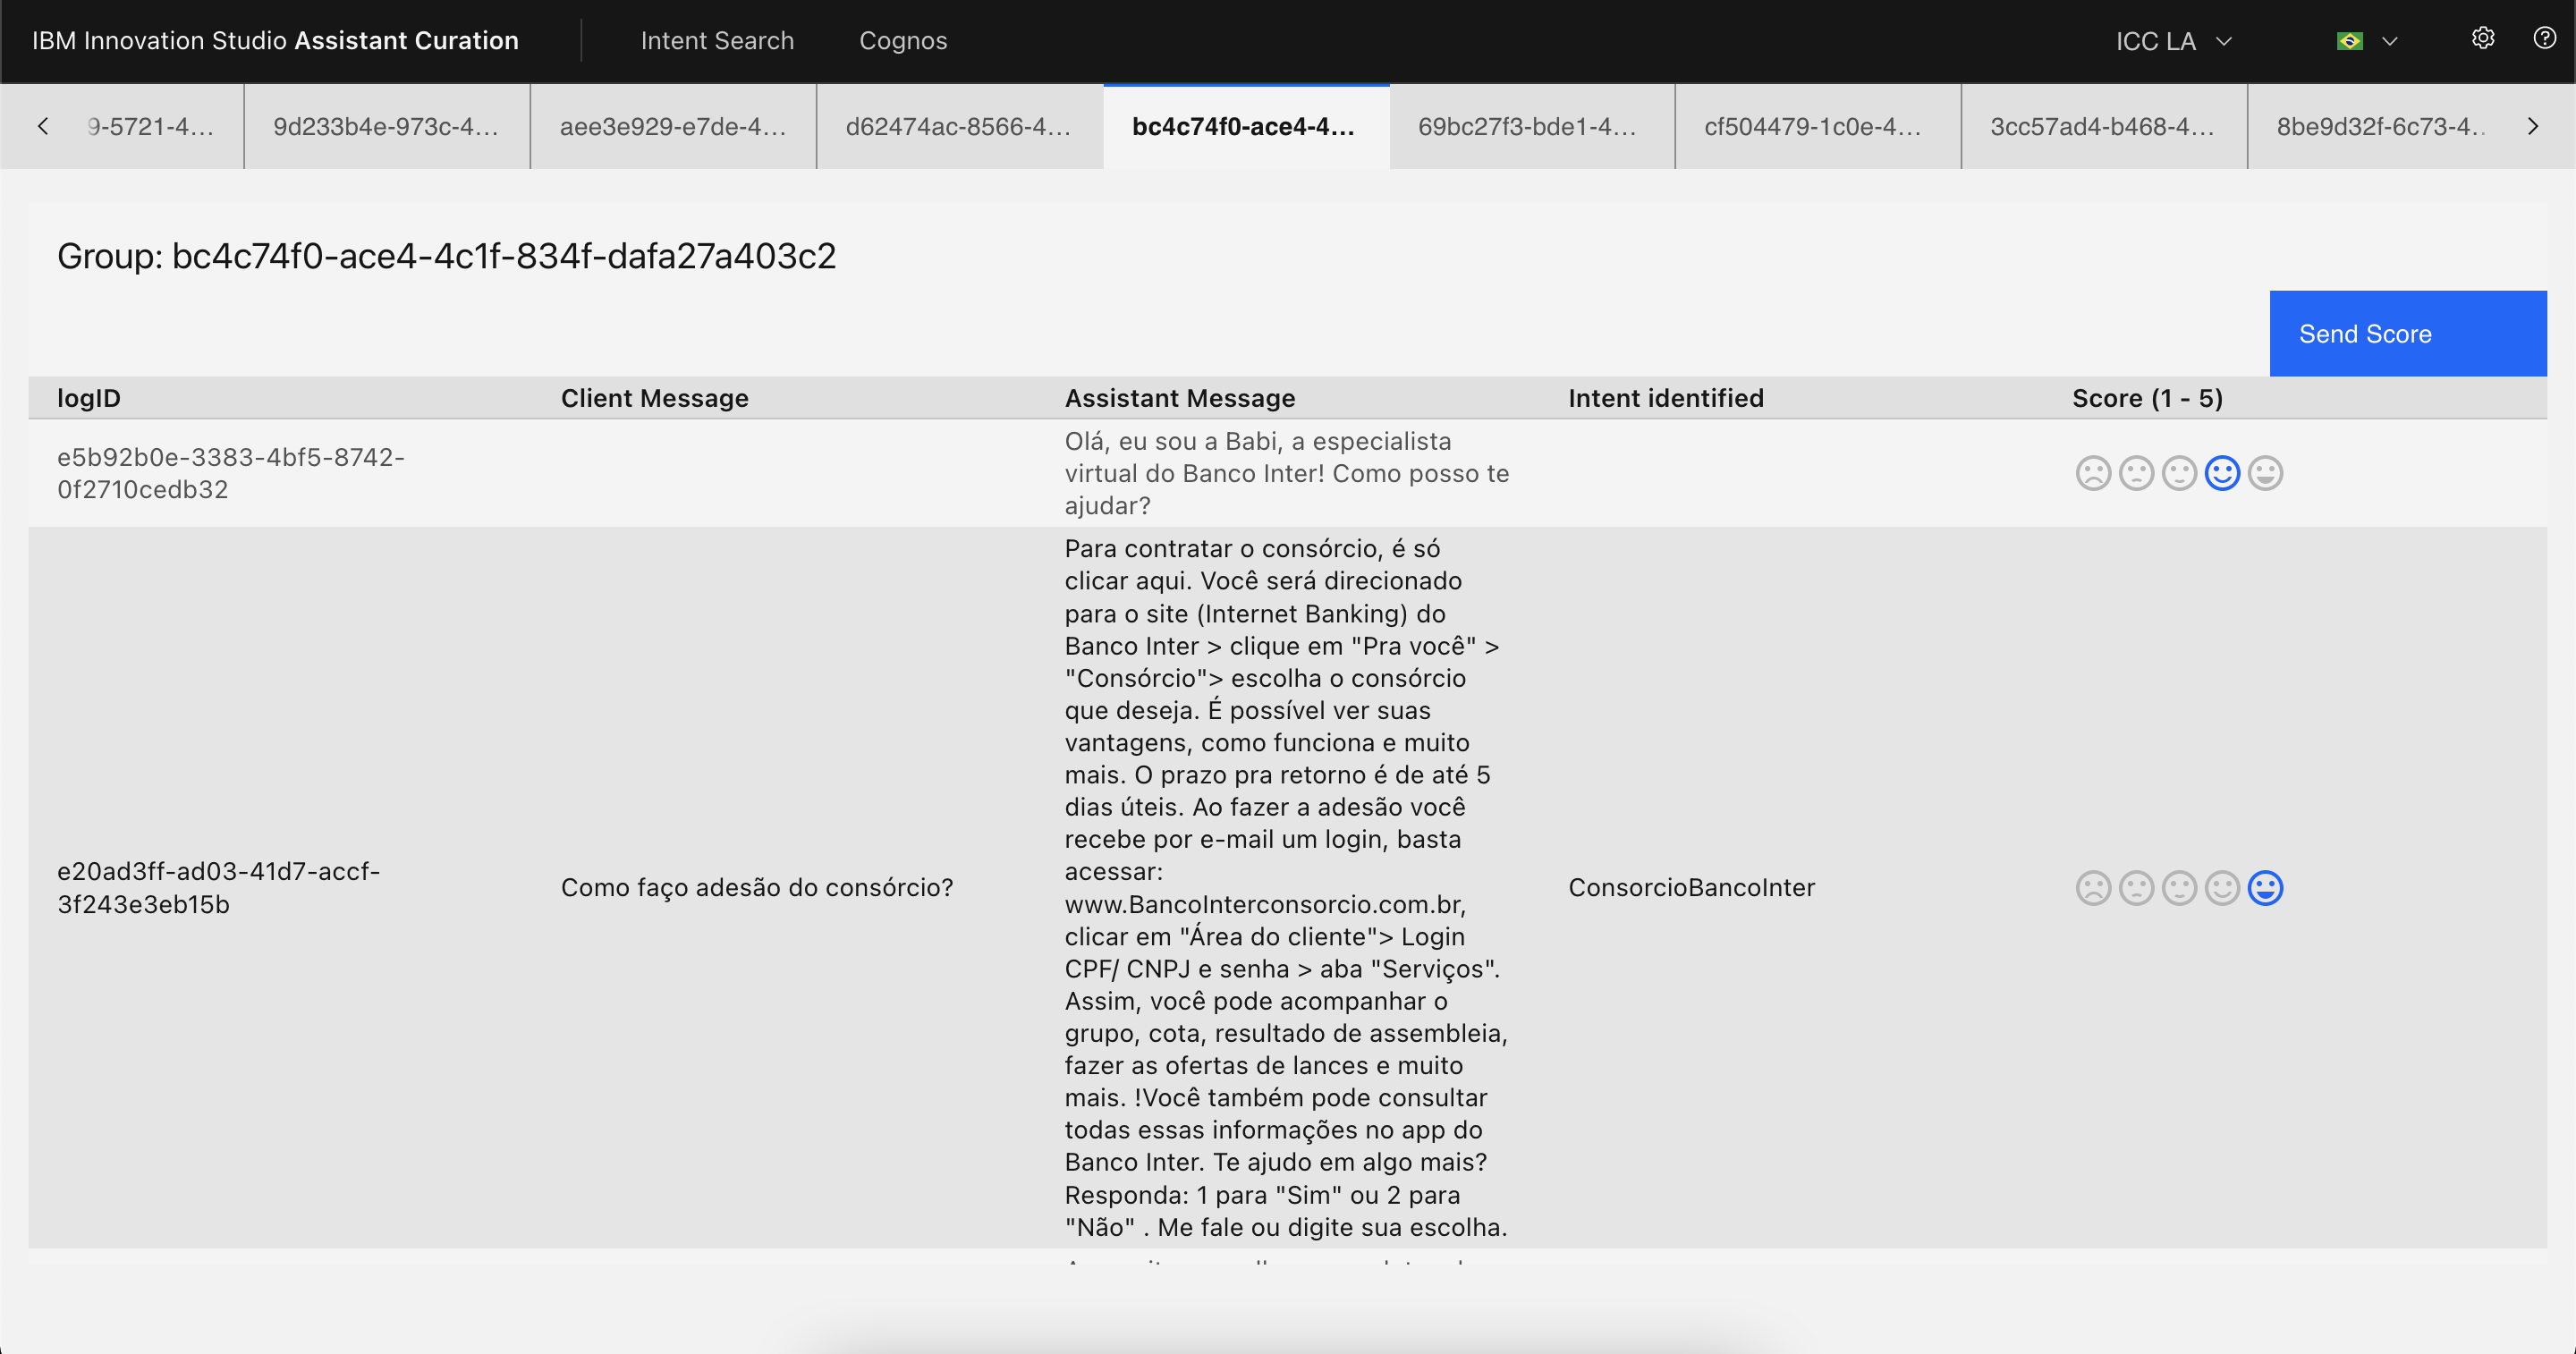 IBM Innovation Studio Assistant Curation
Intent Search
Cognos
ICC LA
9-5721-4...
9d233b4e-973c-4...
aee3e929-e7de-4...
d62474ac-8566-4...
bc4c74f0-ace4-4...
69bc27f3-bde1-4...
cf504479-1c0e-4...
3cc57ad4-b468-4...
8be9d32f-6c73-4..
Group: bc4c74f0-ace4-4c1f-834f-dafa27a403c2
Send Score
logID
Client Message
Assistant Message
Intent identified
Score (1 - 5)
e5b92b0e-3383-4bf5-8742-
0f2710cedb32
Olá, eu sou a Babi, a especialista
virtual do Banco Inter! Como posso te
ajudar?
e20ad3ff-ad03-41d7-accf-
3f243e3eb15b
Como faço adesão do consórcio?
Para contratar o consórcio, é só
clicar aqui. Você será direcionado
para o site (Internet Banking) do
Banco Inter > clique em "Pra você" >
"Consórcio"> escolha o consórcio
que deseja. É possível ver suas
vantagens, como funciona e muito
mais. O prazo pra retorno é de até 5
dias úteis. Ao fazer a adesão você
recebe por e-mail um login, basta
acessar:
www.BancoInterconsorcio.com.br,
clicar em "Área do cliente"> Login
CPF/ CNPJ e senha > aba "Serviços".
Assim, você pode acompanhar o
grupo, cota, resultado de assembleia,
fazer as ofertas de lances e muito
mais. !Você também pode consultar
todas essas informações no app do
Banco Inter. Te ajudo em algo mais?
Responda: 1 para "Sim" ou 2 para
"Não" . Me fale ou digite sua escolha.
ConsorcioBancoInter